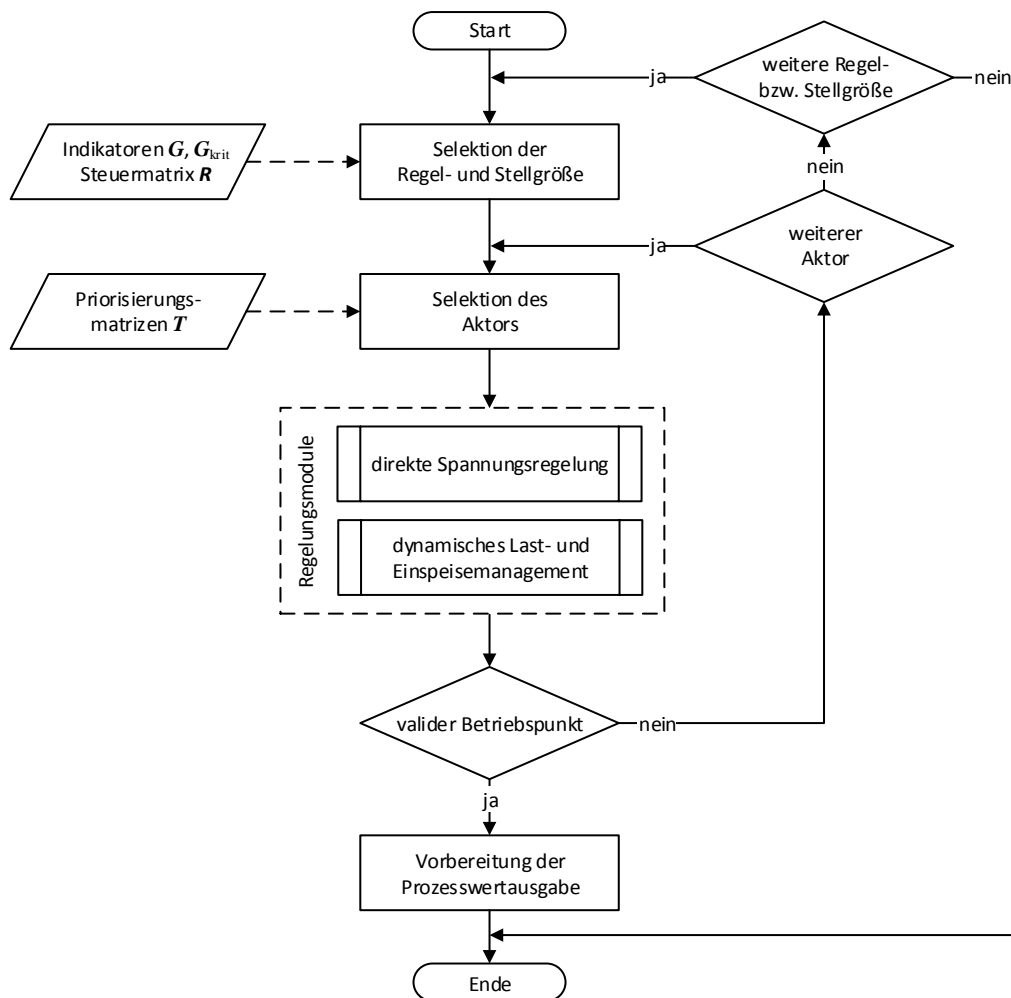 Start
weitere Regel-
bzw. Stellgröße
ja
nein
Indikatoren G, G_krit
Steuermatrix R
Selektion der
Regel- und Stellgröße
nein
weiterer
Aktor
ja
Priorisierungs-
matrizen T
Selektion des
Aktors
Regelungsmodule
direkte Spannungsregelung
dynamisches Last- und
Einspeisemanagement
valider Betriebspunkt
nein
ja
Vorbereitung der
Prozesswertausgabe
Ende